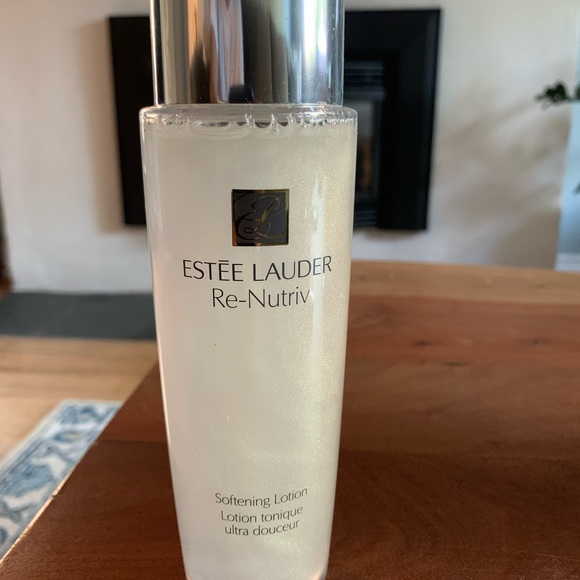 ESTĒE LAUDER
Re-Nutriv
Softening Lotion
Lotion tonique
ultra douceur